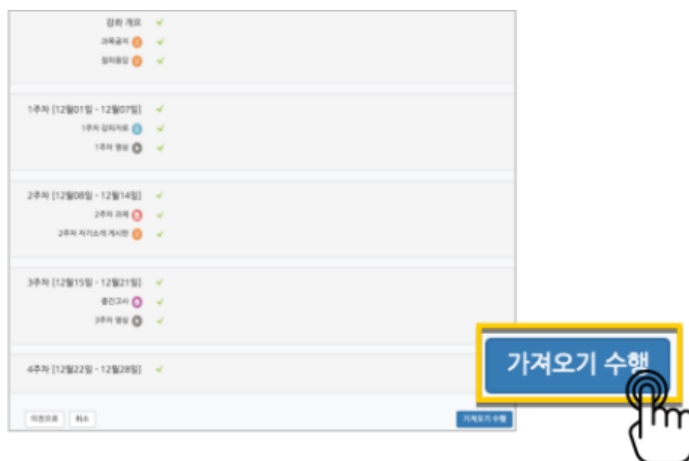 강좌 개요
과목공지
질의응답
1주차 [12월01일 - 12월07일]
1주차 강의자료
1주차 영상
2주차 [12월08일 - 12월14일]
2주차 과제
2주차 자기소개 게시판
3주차 [12월15일 - 12월21일]
중간고사
3주차 영상
4주차 [12월22일 - 12월28일]
이전으로 취소 가져오기 수행
가져오기 수행